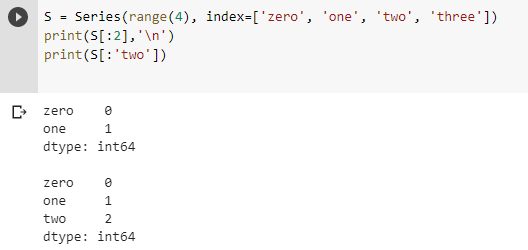 S = Series(range(4), index=['zero', 'one', 'two', 'three'])
print(S[:2],'\n')
print(S[:'two'])
zero    0
one     1
dtype: int64
zero    0
one     1
two     2
dtype: int64